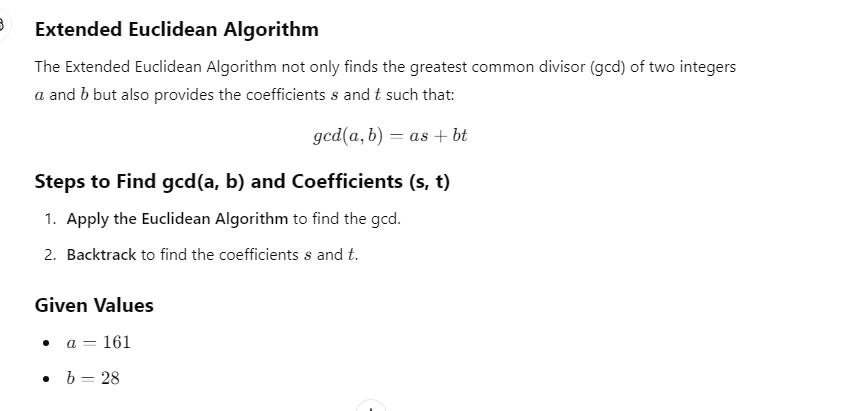 Extended Euclidean Algorithm
The Extended Euclidean Algorithm not only finds the greatest common divisor (gcd) of two integers
a and b but also provides the coefficients s and t such that:
gcd(a, b) = as + bt
Steps to Find gcd(a, b) and Coefficients (s, t)
1. Apply the Euclidean Algorithm to find the gcd.
2. Backtrack to find the coefficients s and t.
Given Values
• a = 161
• b = 28